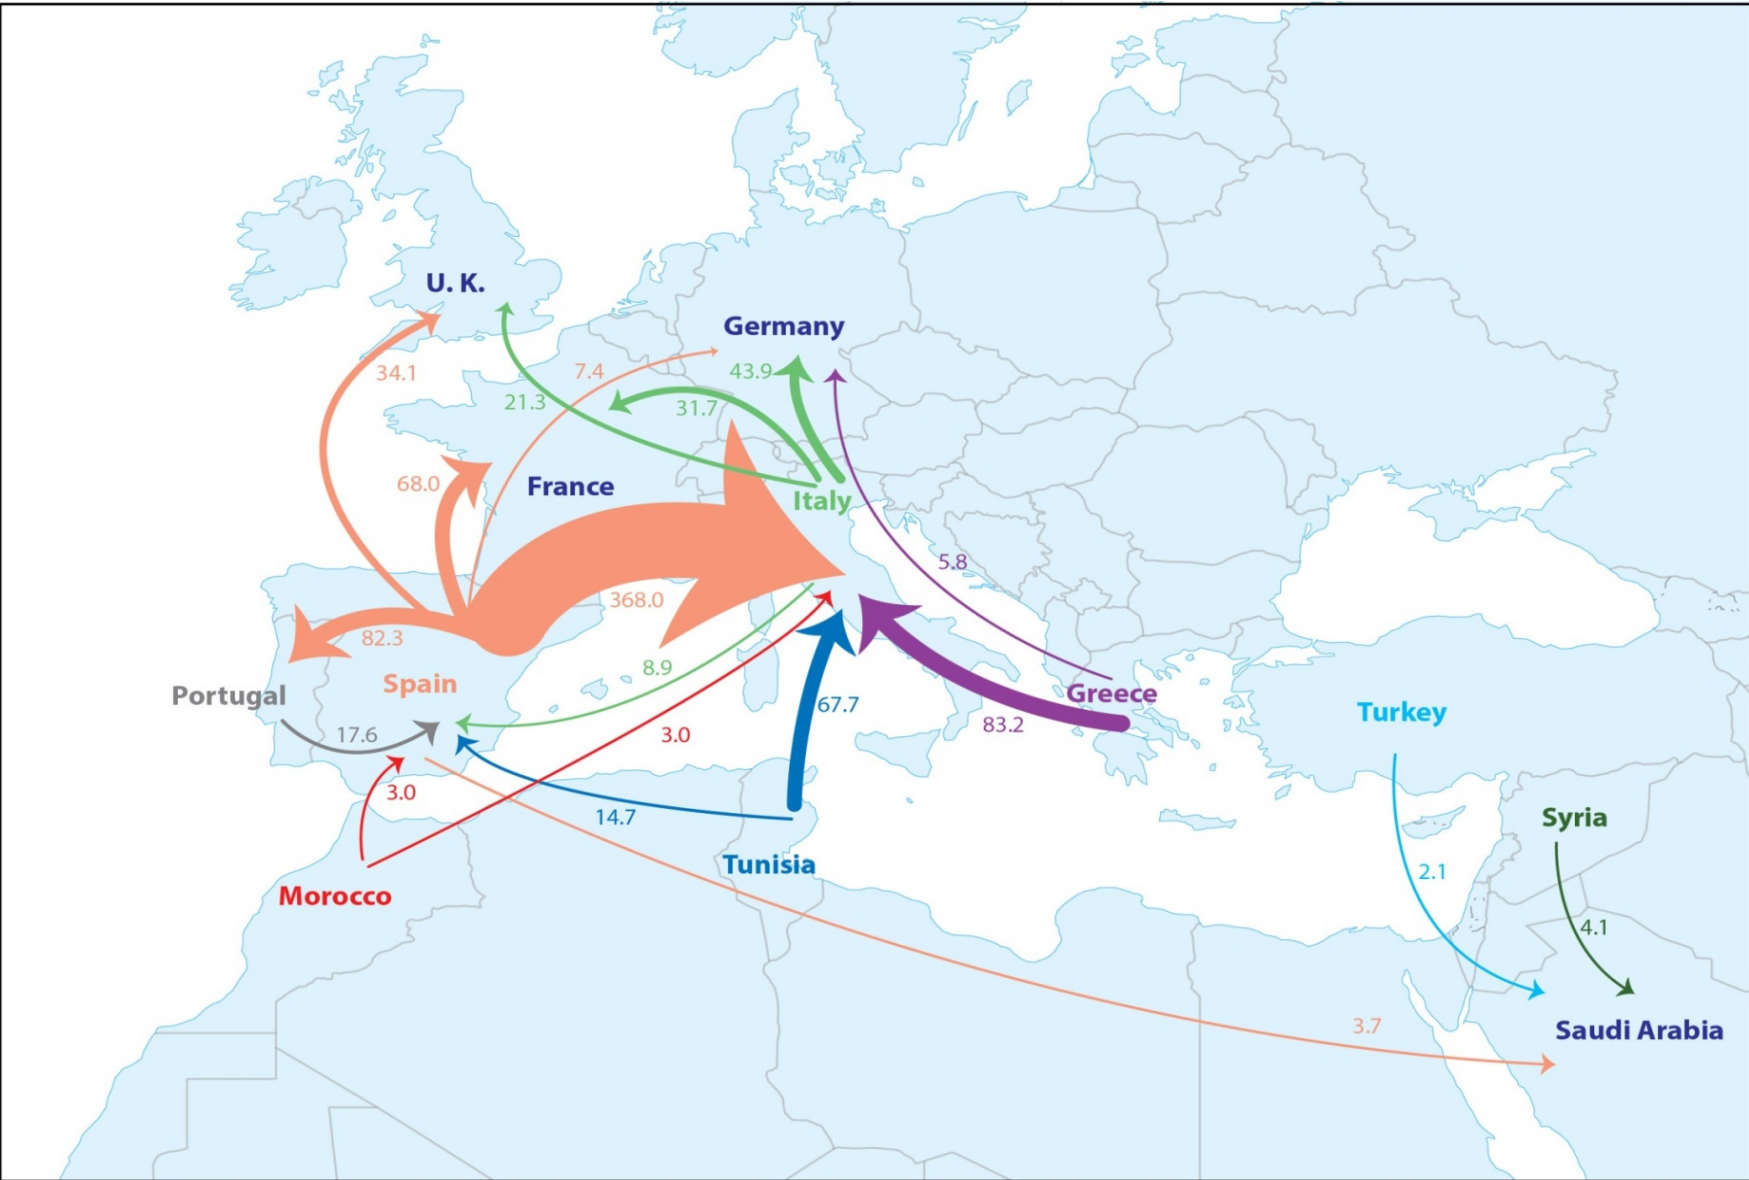 U. K.
Germany
34.1
7.4
43.9
21.3
31.7
68.0
France
Italy
5.8
368.0
82.3
8.9
Spain
Portugal
Greece
67.7
83.2
Turkey
17.6
3.0
3.0
14.7
Syria
Tunisia
2.1
Morocco
4.1
3.7
Saudi Arabia